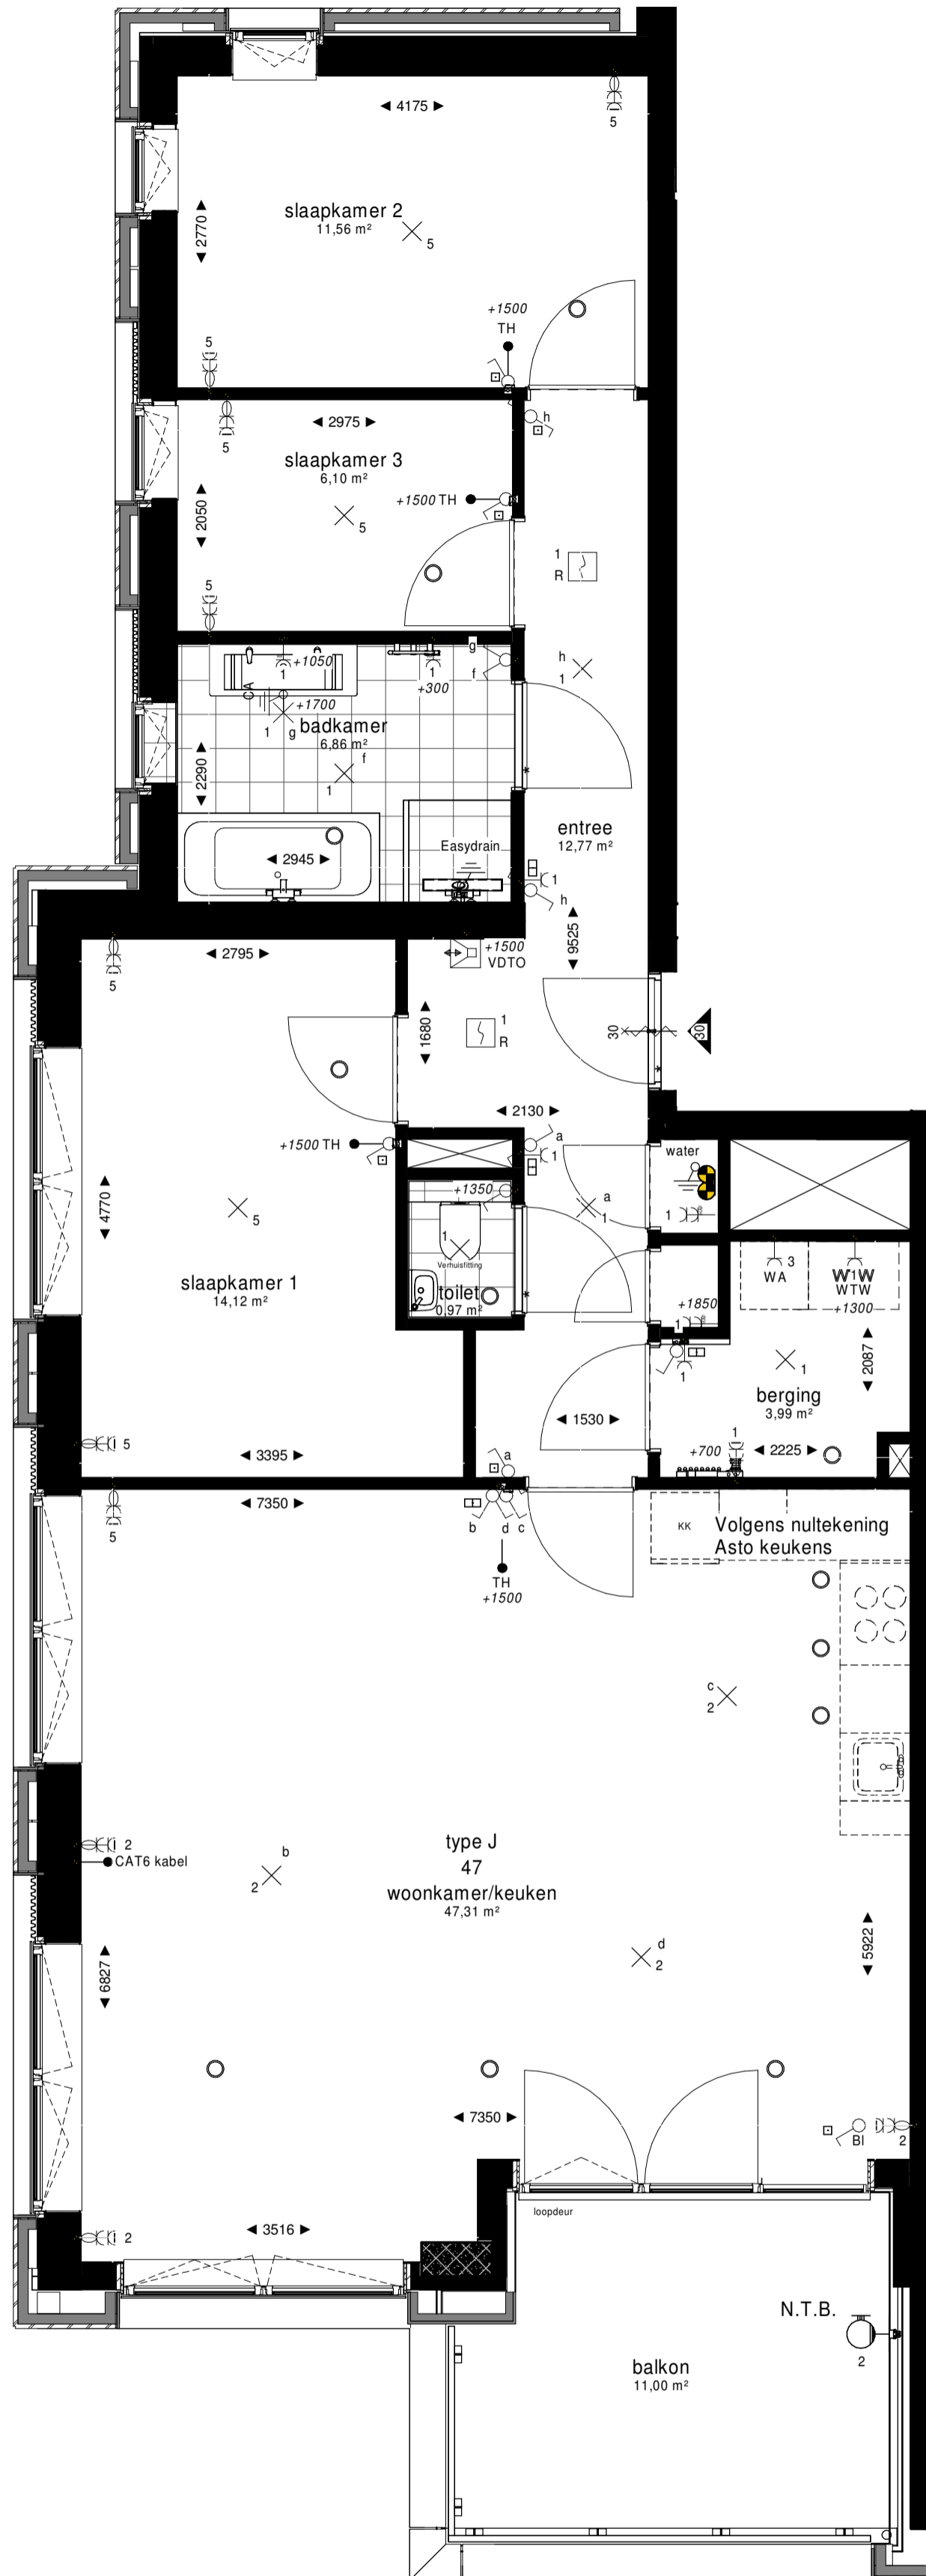 4175
5
slaapkamer 2
11,56 m²
5
2770
+1500
TH
5
h
5
2975
slaapkamer 3
6,10 m²
+1500 TH
5
2050
1
R
5
g
f
h
1
+1050
1
1
+300
CA
+1700
1 g
badkamer
6,86 m²
f
1
2290
entree
12,77 m²
Easydrain
2945
1
h
9525
2795
+1500
VDTO
5
1680
1
R
30
30
2130
a
1
+1500 TH
water
+1350
a
1
1
4770
5
1
Verhuisfitting
toilet
0,97 m²
slaapkamer 1
14,12 m²
3
WA
W1W
WTW
+1300
+1850
1
1
1
2087
berging
3,99 m²
1530
1
+700
2225
5
3395
a
7350
5
b d c
TH
+1500
KK
Volgens nultekening
Asto keukens
c
2
type J
47
woonkamer/keuken
47,31 m²
2
CAT6 kabel
b
2
d
2
5922
6827
7350
BI
2
loopdeur
2
3516
N.T.B.
2
balkon
11,00 m²